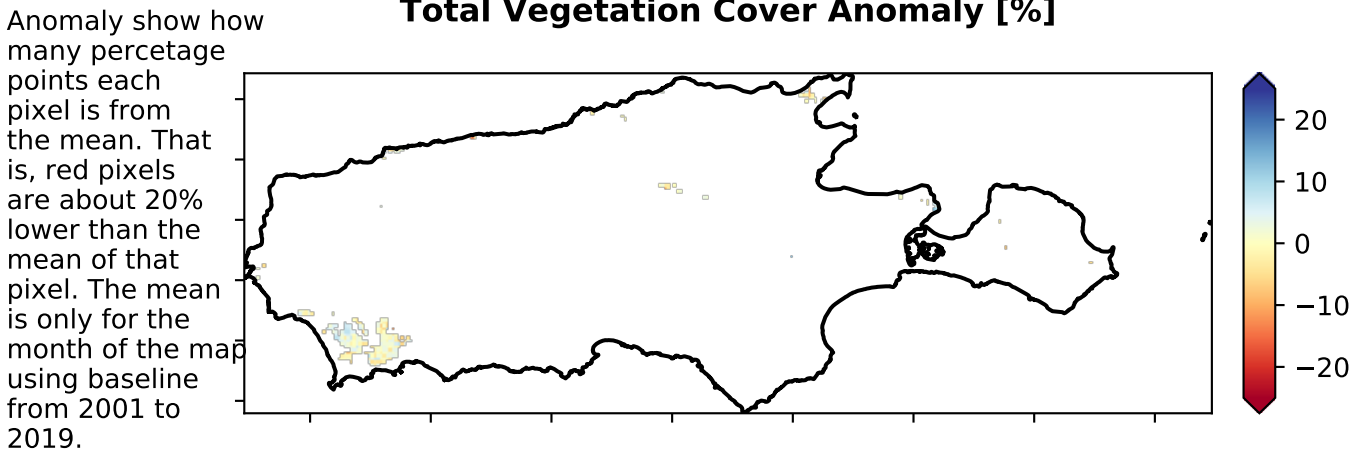 Total Vegetation Cover Anomaly [%]
Anomaly show how
many percetage
points each
pixel is from
the mean. That
is, red pixels
are about 20%
lower than the
mean of that
pixel. The mean
is only for the
month of the map
using baseline
from 2001 to
2019.
20
10
0
−10
−20